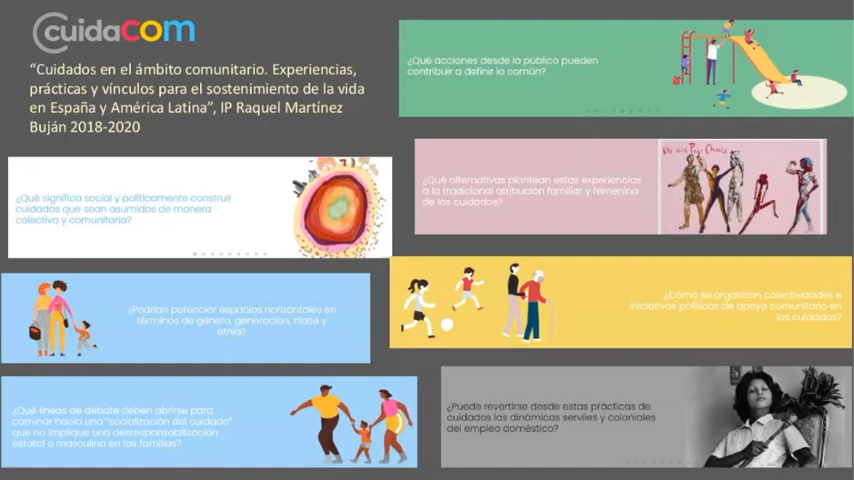 cuidacom
“Cuidados en el ámbito comunitario. Experiencias,
prácticas y vínculos para el sostenimiento de la vida
en España y América Latina”, IP Raquel Martínez
Buján 2018-2020
¿Qué acciones desde lo público pueden
contribuir a definir lo común?
¿Qué significa social y políticamente construir
cuidados que sean asumidos de manera
colectiva y comunitaria?
¿Qué alternativas plantean estas experiencias
a la tradicional atribución familiar y femenina
de los cuidados?
We are Pro-Choice
¿Podrían potenciar espacios horizontales en
términos de género, generación, clase y
etnia?
¿Cómo se organizan colectividades e
iniciativas políticas de apoyo comunitario en
los cuidados?
¿Qué líneas de debate deben abrirse para
caminar hacia una “socialización del cuidado”
que no implique una desresponsabilización
estatal o masculina en las familias?
¿Puede revertirse desde estas prácticas de
cuidado las dinámicas serviles y coloniales
del empleo doméstico?